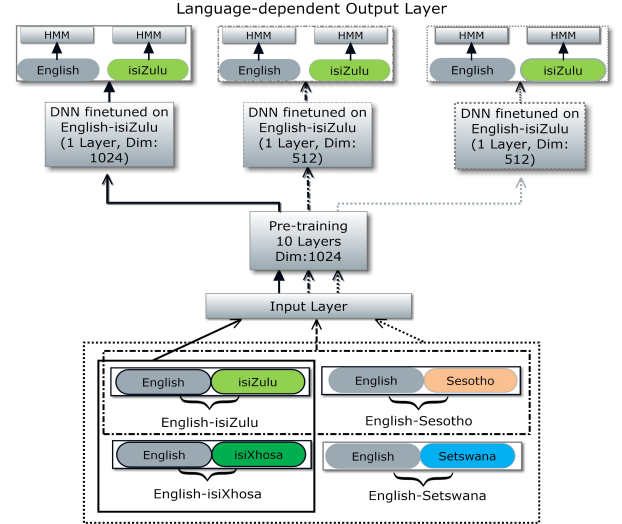 Language-dependent Output Layer
HMM HMM HMM HMM HMM HMM
English isiZulu English isiZulu English isiZulu
DNN finetuned on
English-isiZulu
(1 Layer, Dim:
1024)
DNN finetuned on
English-isiZulu
(1 Layer, Dim:
512)
DNN finetuned on
English-isiZulu
(1 Layer, Dim:
512)
Pre-training
10 Layers
Dim:1024
Input Layer
English isiZulu
English-isiZulu
English Sesotho
English-Sesotho
English isiXhosa
English-isiXhosa
English Setswana
English-Setswana